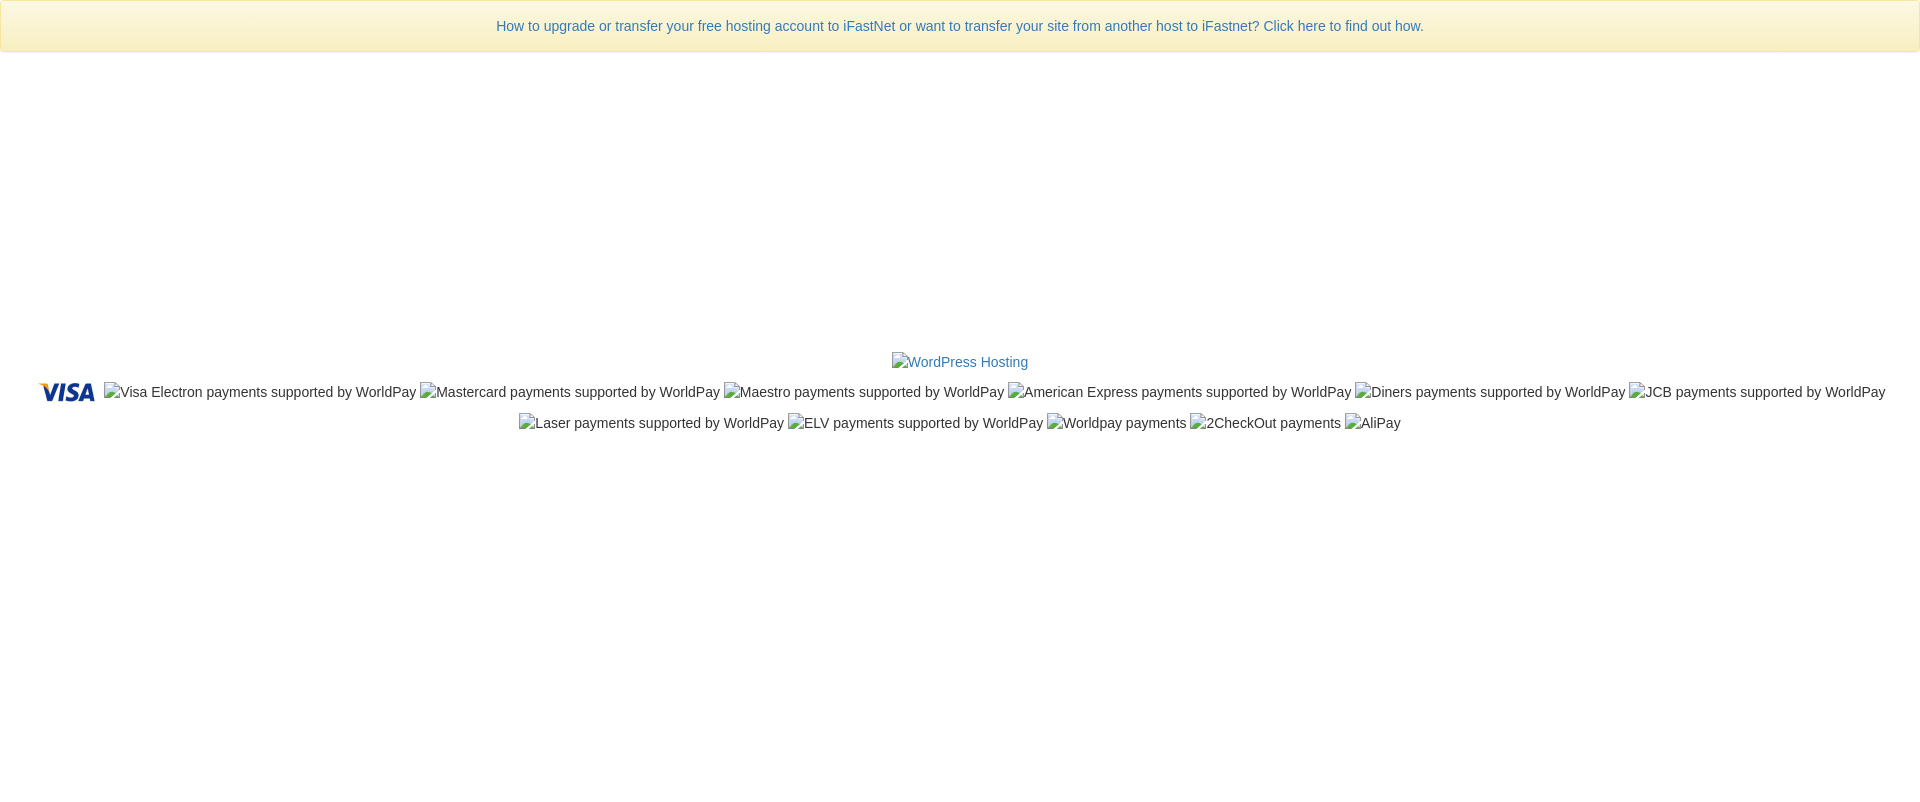 How to upgrade or transfer your free hosting account to iFastNet or want to transfer your site from another host to iFastnet? Click here to find out how.
WordPress Hosting
VISA Visa Electron payments supported by WorldPay Mastercard payments supported by WorldPay Maestro payments supported by WorldPay American Express payments supported by WorldPay Diners payments supported by WorldPay JCB payments supported by WorldPay
Laser payments supported by WorldPay ELV payments supported by WorldPay Worldpay payments 2CheckOut payments AliPay